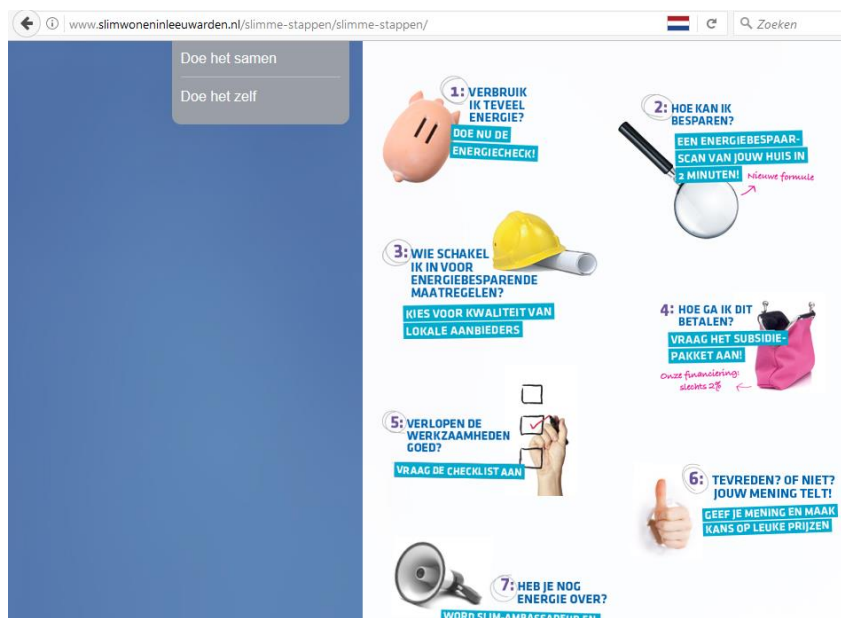 www.slimwoneninleeuwarden.nl/slimme-stappen/slimme-stappen/
Zoeken
Doe het samen
Doe het zelf
1: VERBRUIK
IK TEVEEL
ENERGIE?
DOE NU DE
ENERGIECHECK!
2: HOE KAN IK
BESPAREN?
EEN ENERGIEBESPAAR-
SCAN VAN JOUW HUIS IN
2 MINUTEN!
Nieuwe formule
3: WIE SCHAKEL
IK IN VOOR
ENERGIEBESPARENDE
MAATREGELEN?
KIES VOOR KWALITEIT VAN
LOKALE AANBIEDERS
4: HOE GA IK DIT
BETALEN?
VRAAG HET SUBSIDIE-
PAKKET AAN!
Onze financiering:
slechts 2%
5: VERLOPEN DE
WERKZAAMHEDEN
GOED?
VRAAG DE CHECKLIST AAN
6: TEVREDEN? OF NIET?
JOUW MENING TELT!
GEEF JE MENING EN MAAK
KANS OP LEUKE PRIJZEN
7: HEB JE NOG
ENERGIE OVER?
WORD SLIM-AMBASSADEUR EN